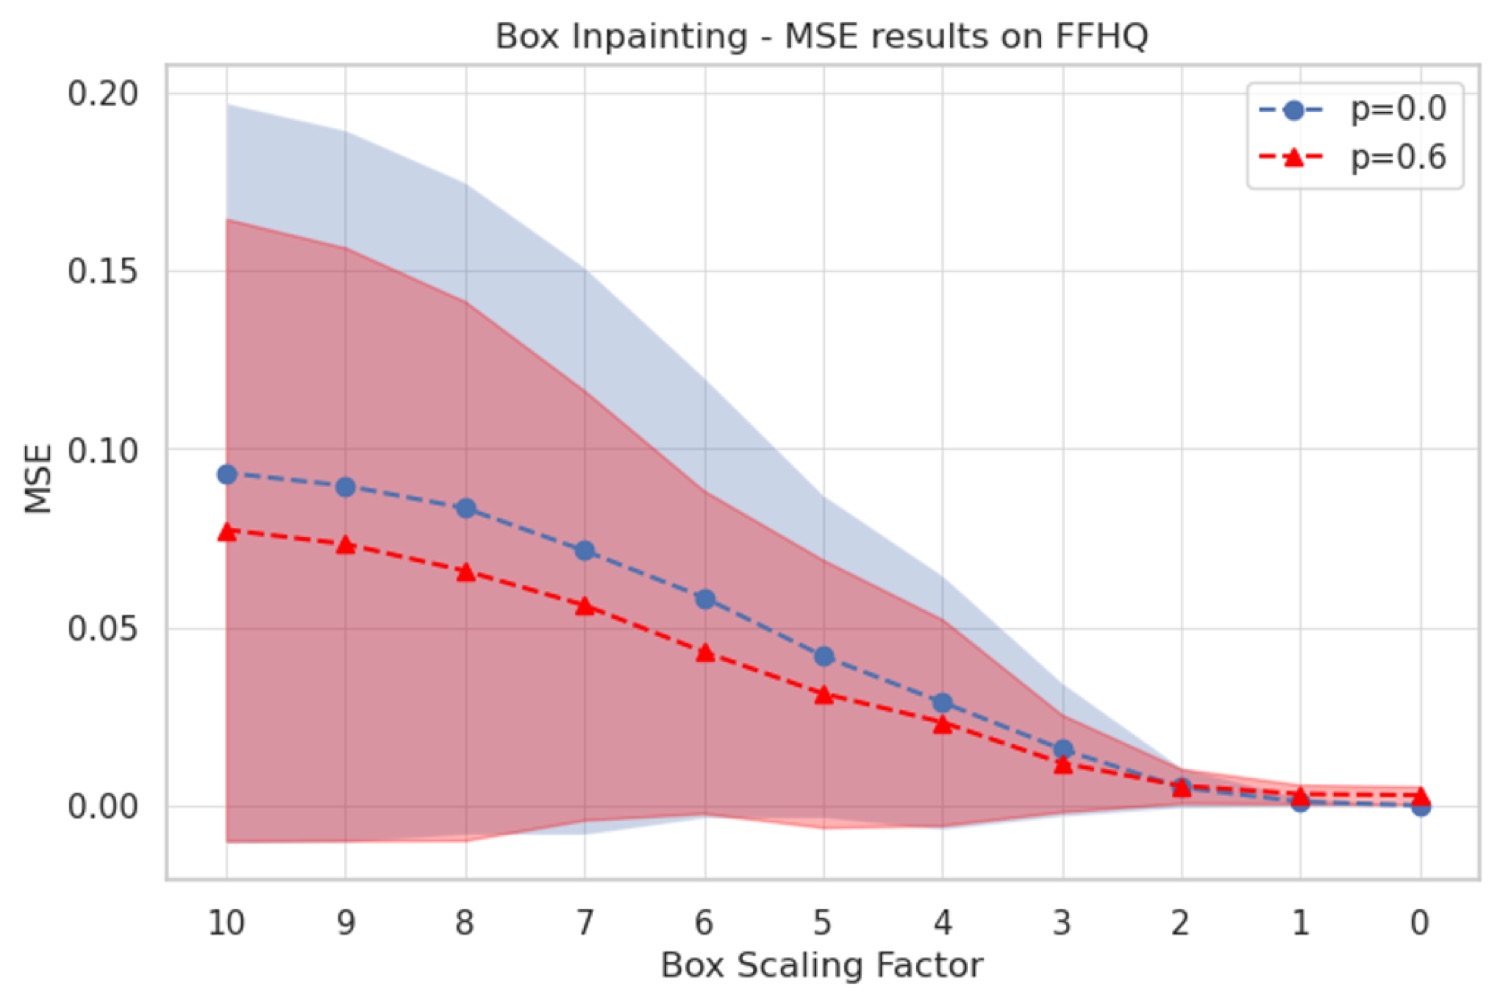 Box Inpainting - MSE results on FFHQ
p=0.0
p=0.6
MSE
0.20
0.15
0.10
0.05
0.00
10 9 8 7 6 5 4 3 2 1 0
Box Scaling Factor